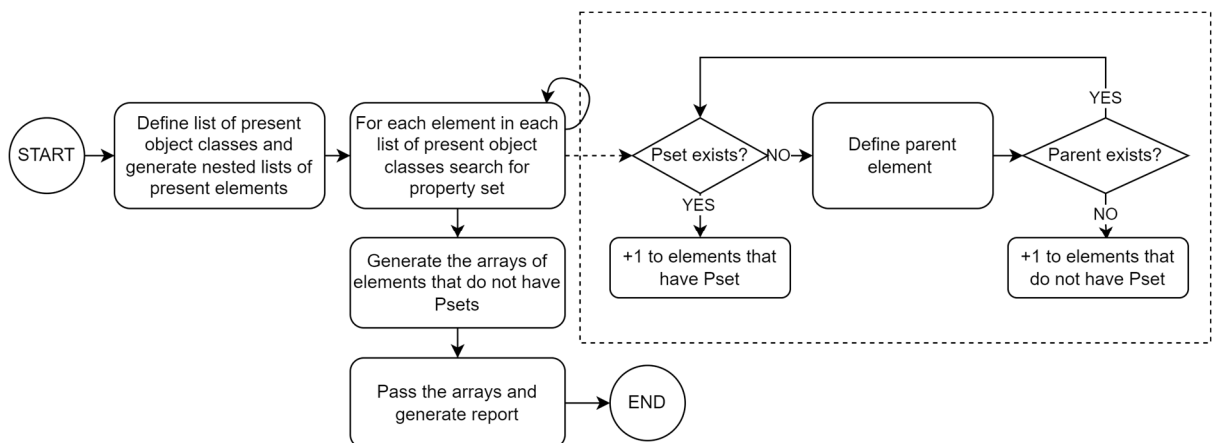 START
Define list of present
object classes and
generate nested lists of
present elements
For each element in each
list of present object
classes search for
property set
Pset exists?
NO
Define parent
element
Parent exists?
YES
YES
+1 to elements that
have Pset
NO
+1 to elements that
do not have Pset
Generate the arrays of
elements that do not have
Psets
Pass the arrays and
generate report
END